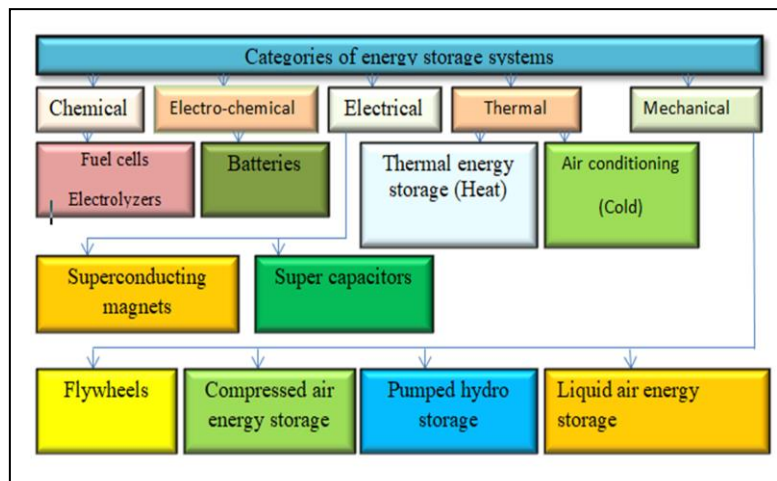 Categories of energy storage systems
Chemical
Electro-chemical
Electrical
Thermal
Mechanical
Fuel cells
Electrolyzers
Batteries
Thermal energy
storage (Heat)
Air conditioning
(Cold)
Superconducting
magnets
Super capacitors
Flywheels
Compressed air
energy storage
Pumped hydro
storage
Liquid air energy
storage